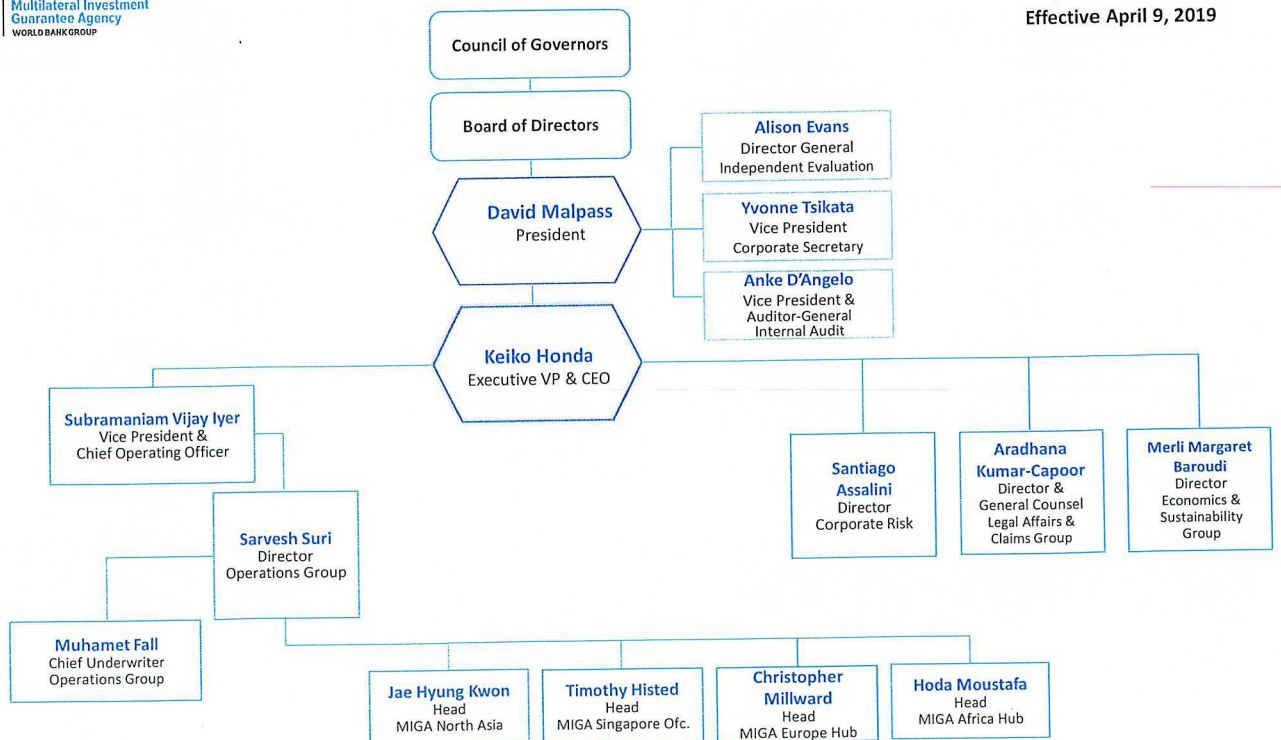 Multilateral Investment
Guarantee Agency
WORLD BANK GROUP
Effective April 9, 2019
Council of Governors
Board of Directors
David Malpass
President
Alison Evans
Director General
Independent Evaluation
Yvonne Tsikata
Vice President
Corporate Secretary
Anke D'Angelo
Vice President &
Auditor-General
Internal Audit
Keiko Honda
Executive VP & CEO
Subramaniam Vijay Iyer
Vice President &
Chief Operating Officer
Santiago
Assalini
Director
Corporate Risk
Aradhana
Kumar-Capoor
Director &
General Counsel
Legal Affairs &
Claims Group
Merli Margaret
Baroudi
Director
Economics &
Sustainability
Group
Sarvesh Suri
Director
Operations Group
Muhamet Fall
Chief Underwriter
Operations Group
Jae Hyung Kwon
Head
MIGA North Asia
Timothy Histed
Head
MIGA Singapore Ofc.
Christopher
Millward
Head
MIGA Europe Hub
Hoda Moustafa
Head
MIGA Africa Hub